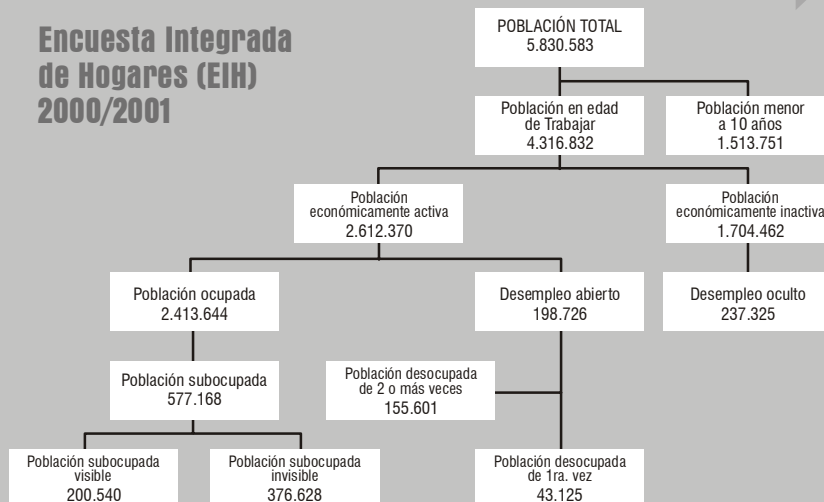 Encuesta Integrada
de Hogares (EIH)
2000/2001
POBLACIÓN TOTAL
5.830.583
Población en edad
de Trabajar
4.316.832
Población menor
a 10 años
1.513.751
Población
económicamente activa
2.612.370
Población
económicamente inactiva
1.704.462
Población ocupada
2.413.644
Desempleo abierto
198.726
Desempleo oculto
237.325
Población subocupada
577.168
Población desocupada
de 2 o más veces
155.601
Población subocupada
visible
200.540
Población subocupada
invisible
376.628
Población desocupada
de 1ra. vez
43.125